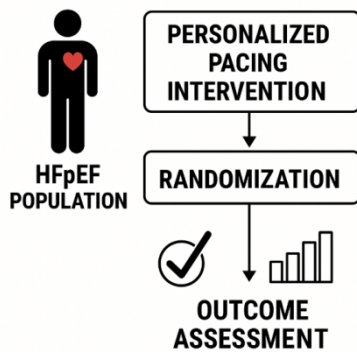 PERSONALIZED
PACING
INTERVENTION
HFpEF
POPULATION
RANDOMIZATION
OUTCOME
ASSESSMENT